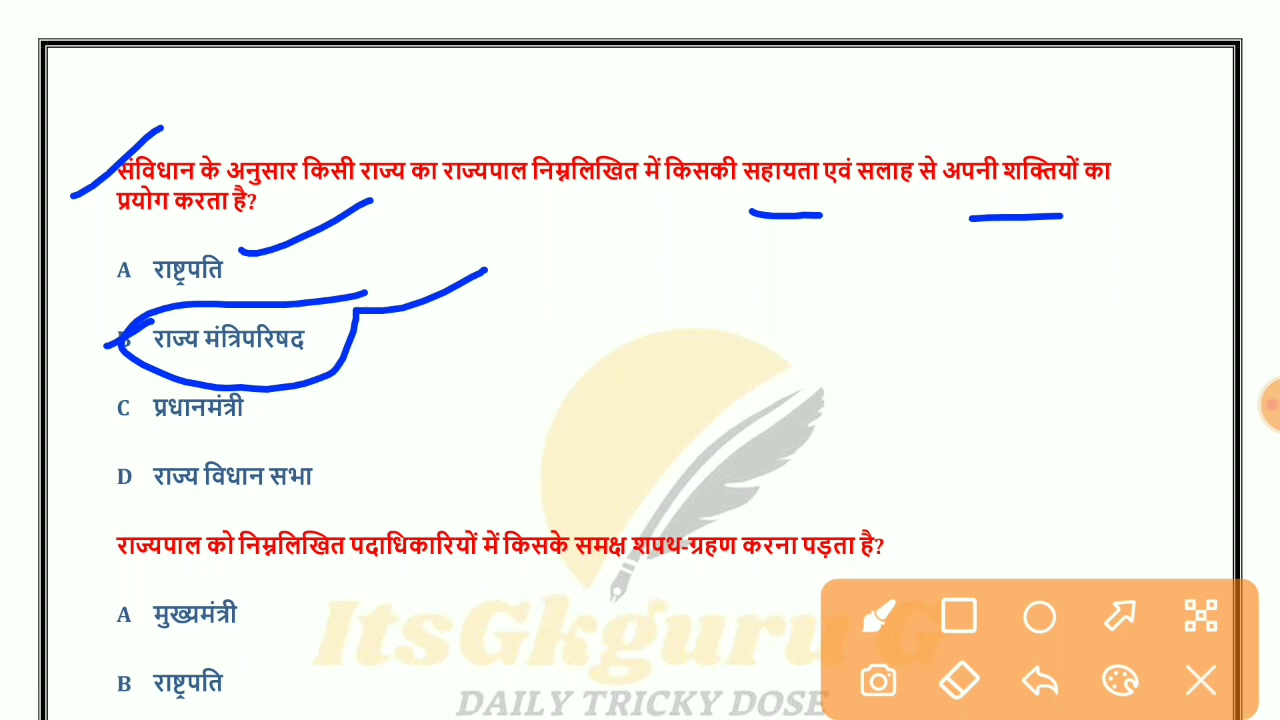 संविधान के अनुसार किसी राज्य का राज्यपाल निम्नलिखित में किसकी सहायता एवं सलाह से अपनी शक्तियों का
प्रयोग करता है?
A राष्ट्रपति
B राज्य मंत्रिपरिषद
C प्रधानमंत्री
D राज्य विधान सभा
राज्यपाल को निम्नलिखित पदाधिकारियों में किसके समक्ष शपथ-ग्रहण करना पड़ता है?
A मुख्यमंत्री
ItsGkguru G
B राष्ट्रपति
DAILY TRICKY DOSE